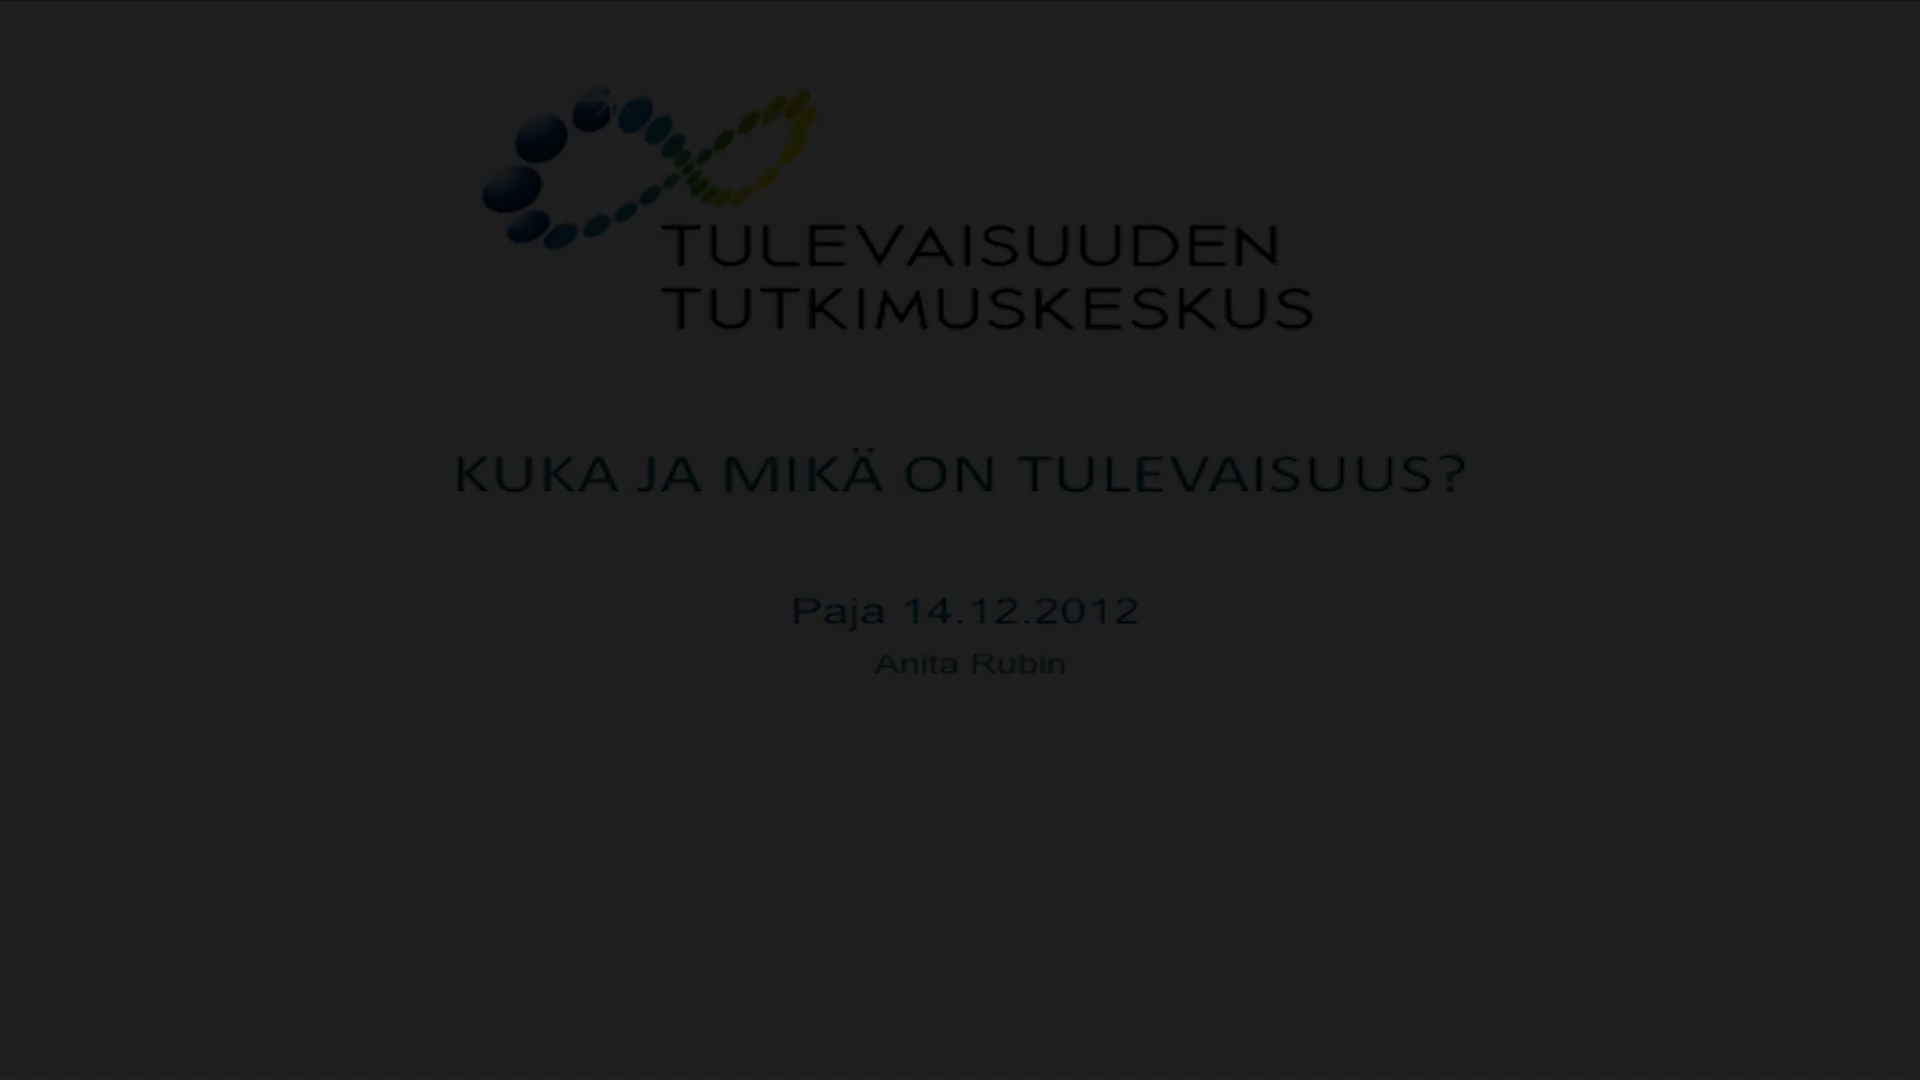 TULEVAISUUDEN
TUTKIMUSKESKUS
KUKA JA MIKÄ ON TULEVAISUUS?
Paja 14.12.2012
Anita Rubin